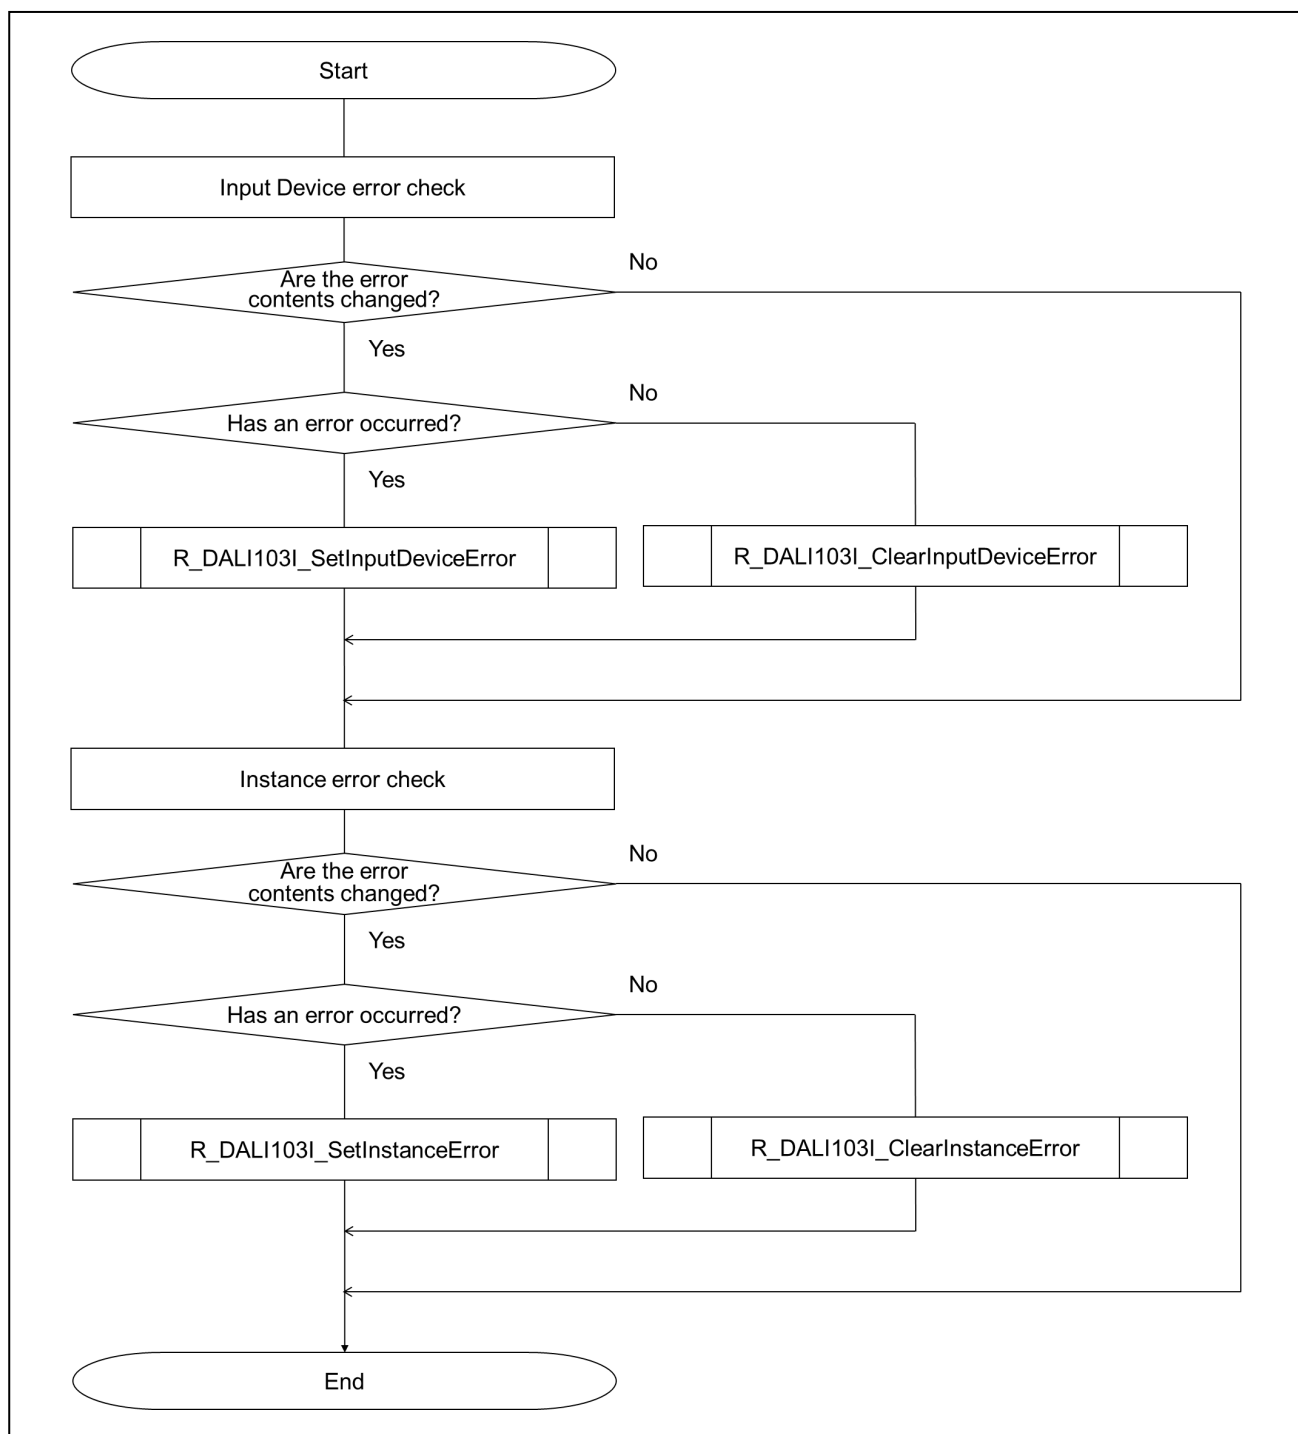 Start
Input Device error check
Are the error
contents changed?
No
Yes
Has an error occurred?
No
Yes
R_DALI103I_SetInputDeviceError
R_DALI103I_ClearInputDeviceError
Instance error check
Are the error
contents changed?
No
Yes
Has an error occurred?
No
Yes
R_DALI103I_SetInstanceError
R_DALI103I_ClearInstanceError
End